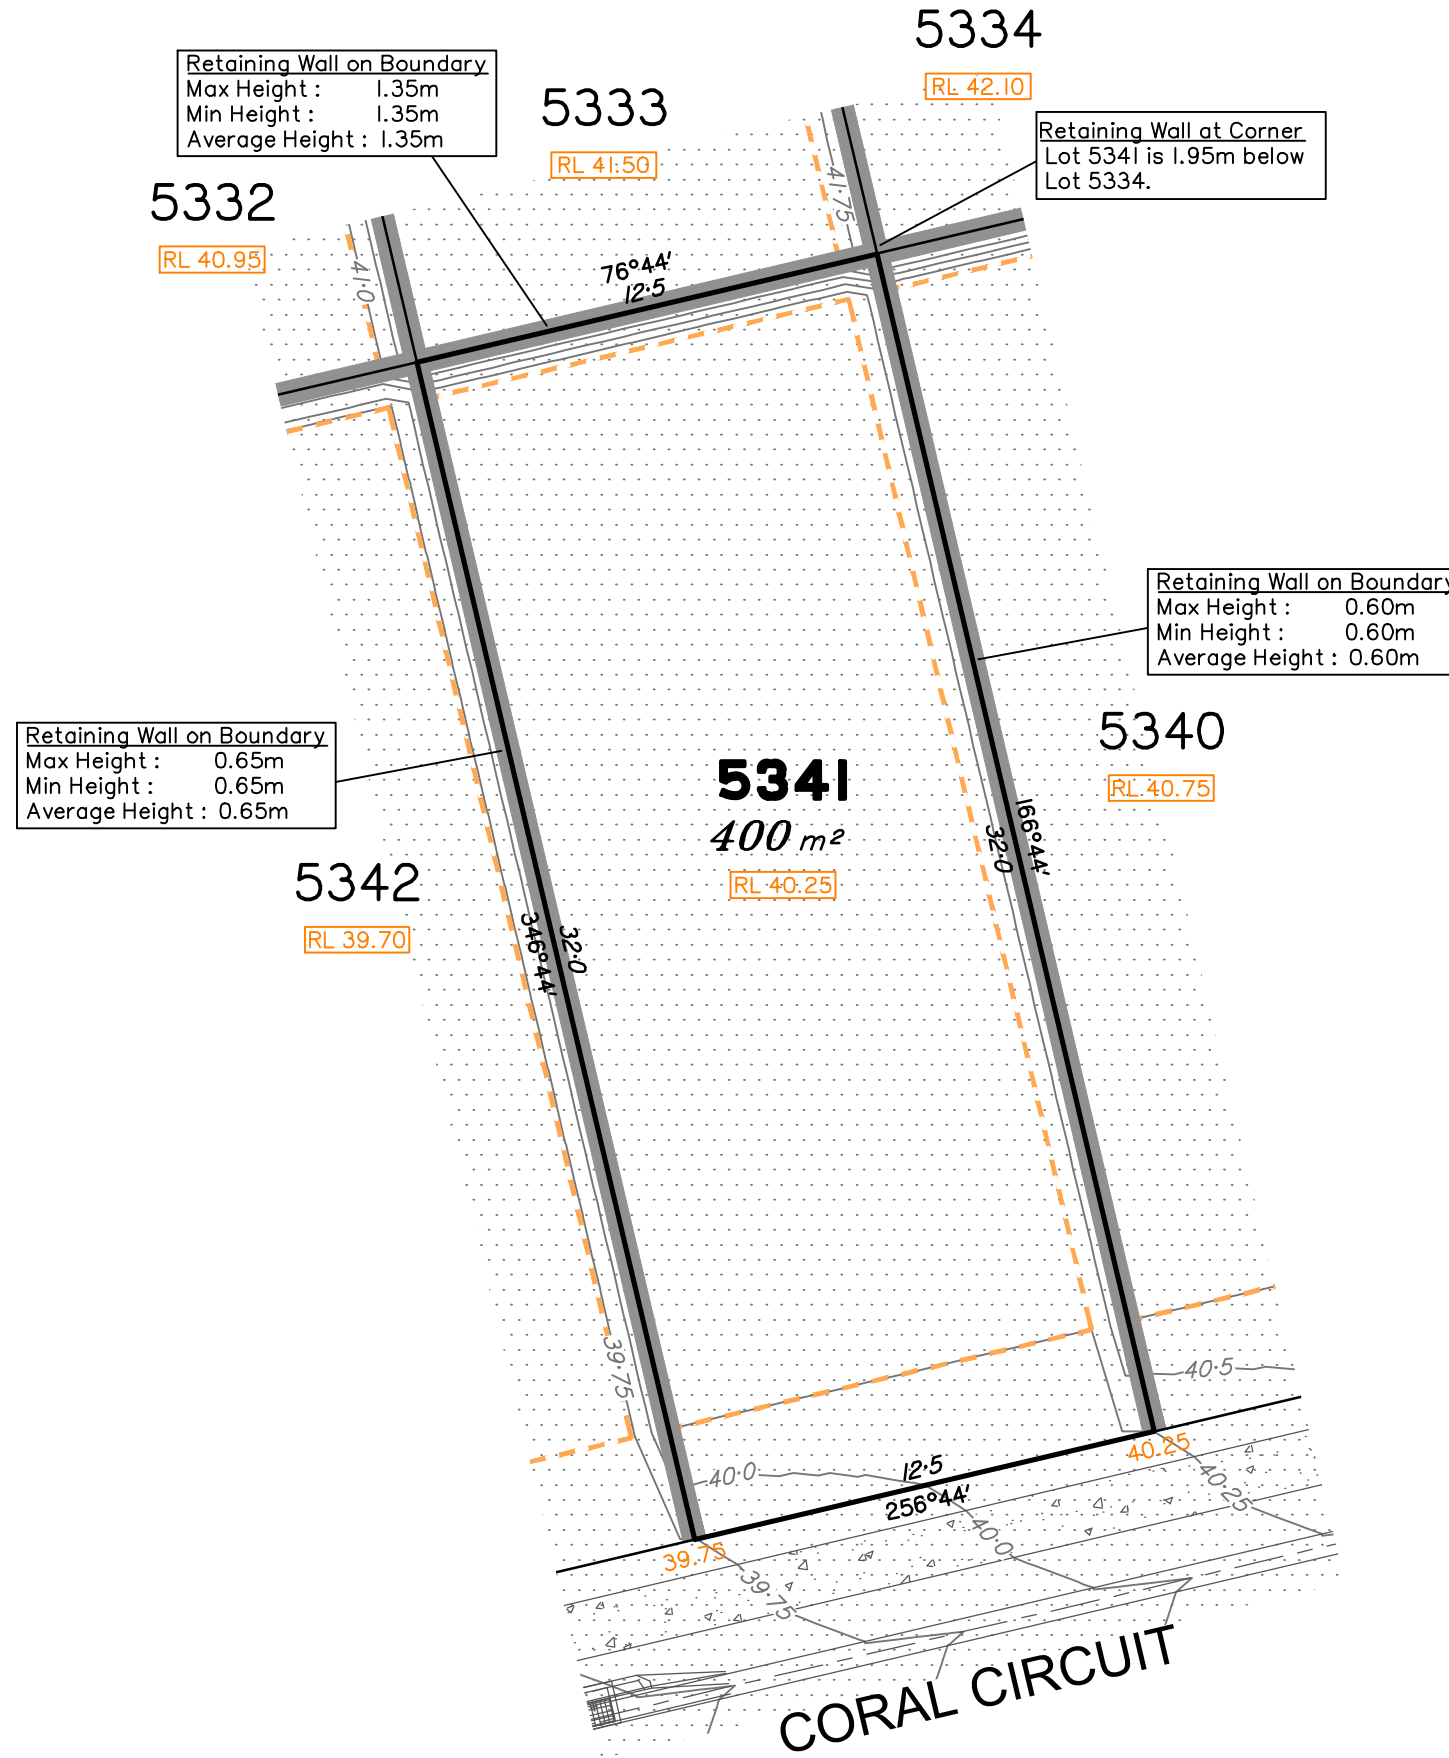 5334
RL 42.10
Retaining Wall on Boundary
Max Height : 1.35m
Min Height : 1.35m
Average Height : 1.35m
5333
RL 41.50
Retaining Wall at Corner
Lot 5341 is 1.95m below
Lot 5334.
5332
RL 40.95
41.75
41.0
76°44'
12.5
Retaining Wall on Boundary
Max Height : 0.60m
Min Height : 0.60m
Average Height : 0.60m
5340
RL 40.75
Retaining Wall on Boundary
Max Height : 0.65m
Min Height : 0.65m
Average Height : 0.65m
5341
400 m²
RL 40.25
166°44'
32.0
5342
RL 39.70
346°44'
32.0
39.75
40.5
40.25
40.0
12.5
256°44'
40.25
40.0
39.75
39.75
CORAL CIRCUIT